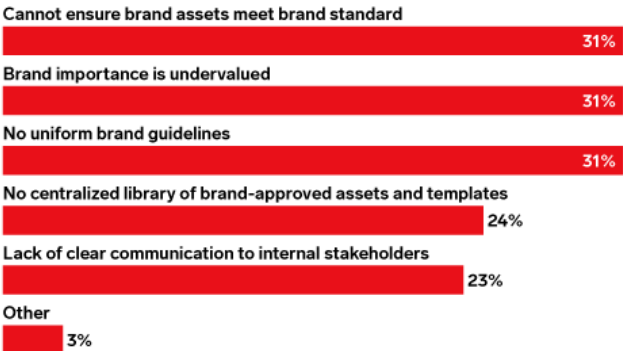 Cannot ensure brand assets meet brand standard
31%
Brand importance is undervalued
31%
No uniform brand guidelines
31%
No centralized library of brand-approved assets and templates
24%
Lack of clear communication to internal stakeholders
23%
Other
3%